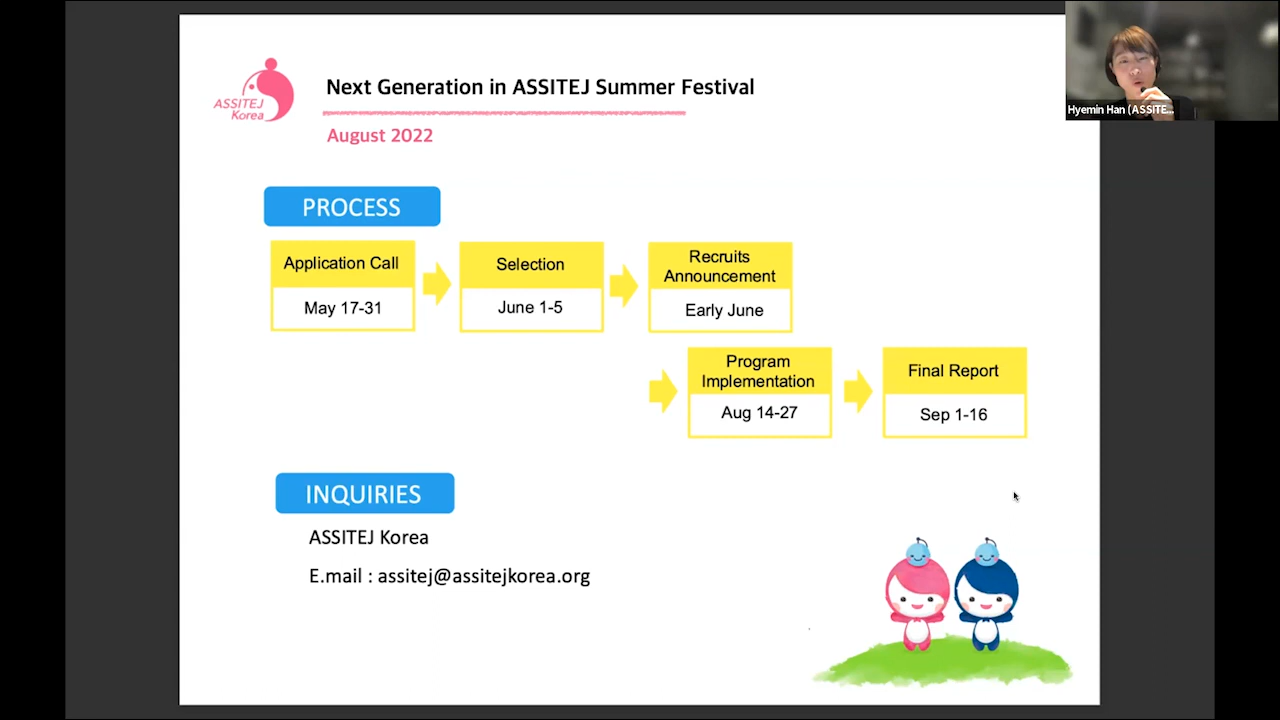 ASSITEJ
Korea
Next Generation in ASSITEJ Summer Festival
August 2022
Hyemin Han (ASSITE...
PROCESS
Application Call
May 17-31
Selection
June 1-5
Recruits
Announcement
Early June
Program
Implementation
Aug 14-27
Final Report
Sep 1-16
INQUIRIES
ASSITEJ Korea
E.mail : assitej@assitejkorea.org